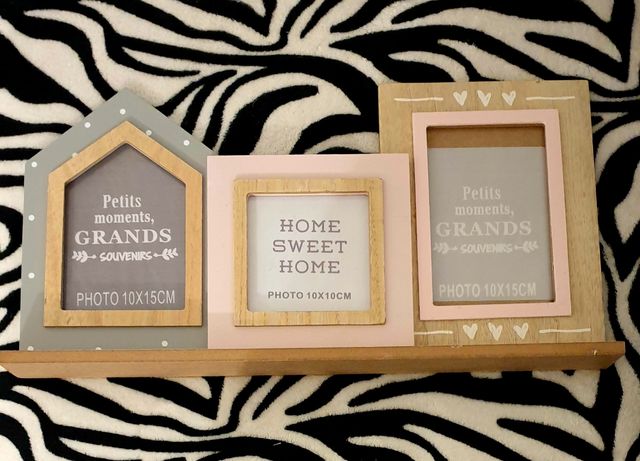 Petits
moments,
GRANDS
SOUVENIRS
PHOTO 10X15CM
HOME
SWEET
HOME
PHOTO 10X10CM
Petits
moments,
GRANDS
SOUVENIRS
PHOTO 10X15CM